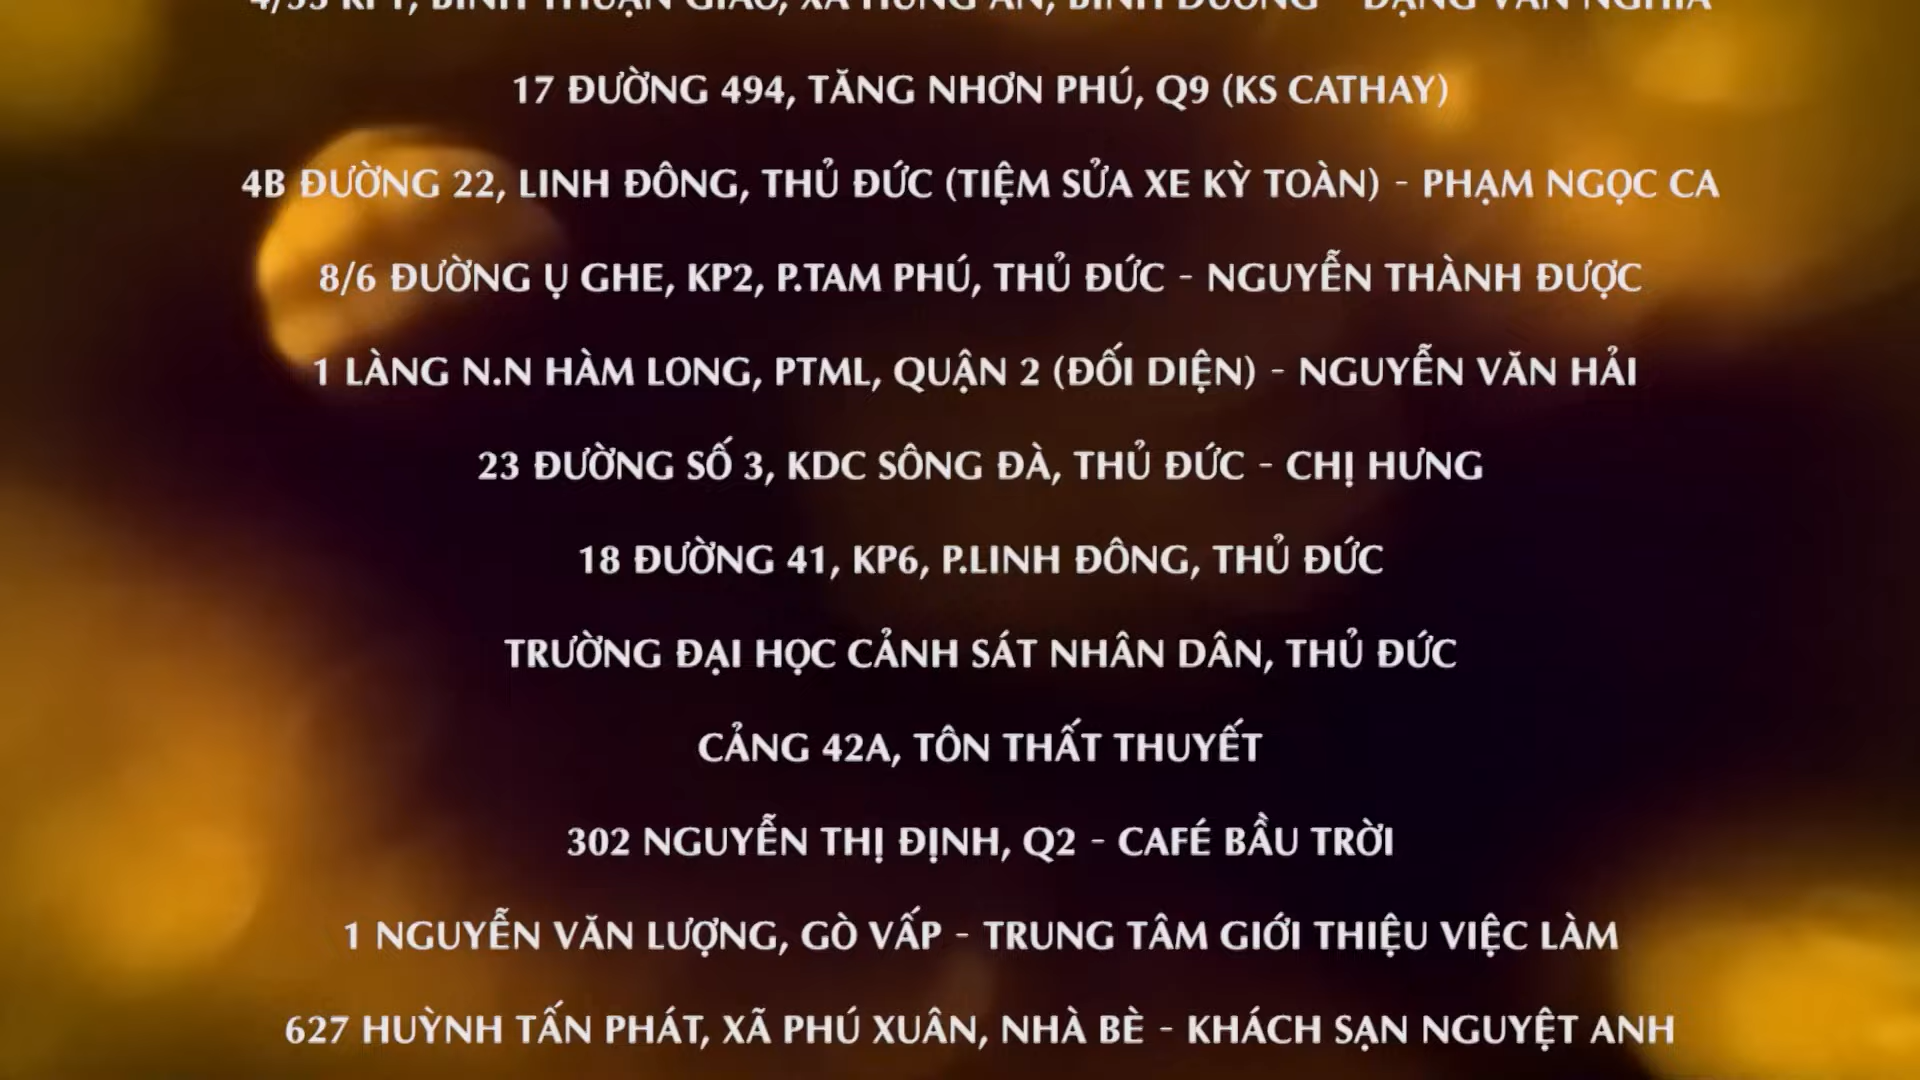 17 ĐƯỜNG 494, TĂNG NHƠN PHÚ, Q9 (KS CATHAY)
4B ĐƯỜNG 22, LINH ĐÔNG, THỦ ĐỨC (TIỆM SỬA XE KỲ TOÀN) - PHẠM NGỌC CA
8/6 ĐƯỜNG Ụ GHE, KP2, P.TAM PHÚ, THỦ ĐỨC - NGUYỄN THÀNH ĐƯỢC
1 LÀNG N.N HÀM LONG, PTML, QUẬN 2 (ĐỐI DIỆN) - NGUYỄN VĂN HẢI
23 ĐƯỜNG SỐ 3, KDC SÔNG ĐÀ, THỦ ĐỨC - CHỊ HƯNG
18 ĐƯỜNG 41, KP6, P.LINH ĐÔNG, THỦ ĐỨC
TRƯỜNG ĐẠI HỌC CẢNH SÁT NHÂN DÂN, THỦ ĐỨC
CẢNG 42A, TÔN THẤT THUYẾT
302 NGUYỄN THỊ ĐỊNH, Q2 - CAFÉ BẦU TRỜI
1 NGUYỄN VĂN LƯỢNG, GÒ VẤP - TRUNG TÂM GIỚI THIỆU VIỆC LÀM
627 HUỲNH TẤN PHÁT, XÃ PHÚ XUÂN, NHÀ BÈ - KHÁCH SẠN NGUYỆT ANH